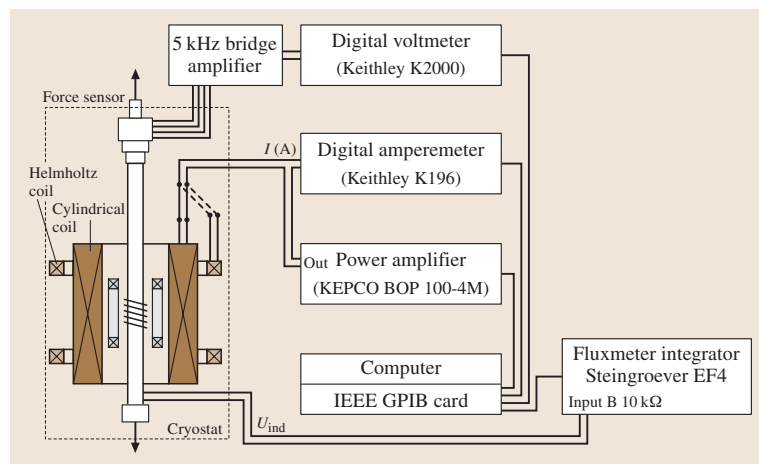 5 kHz bridge
amplifier
Digital voltmeter
(Keithley K2000)
Force sensor
I (A)
Digital amperemeter
(Keithley K196)
Helmholtz
coil
Cylindrical
coil
Out
Power amplifier
(KEPCO BOP 100-4M)
Computer
IEEE GPIB card
Fluxmeter integrator
Steingroever EF4
Input B 10 kΩ
Cryostat
Uind